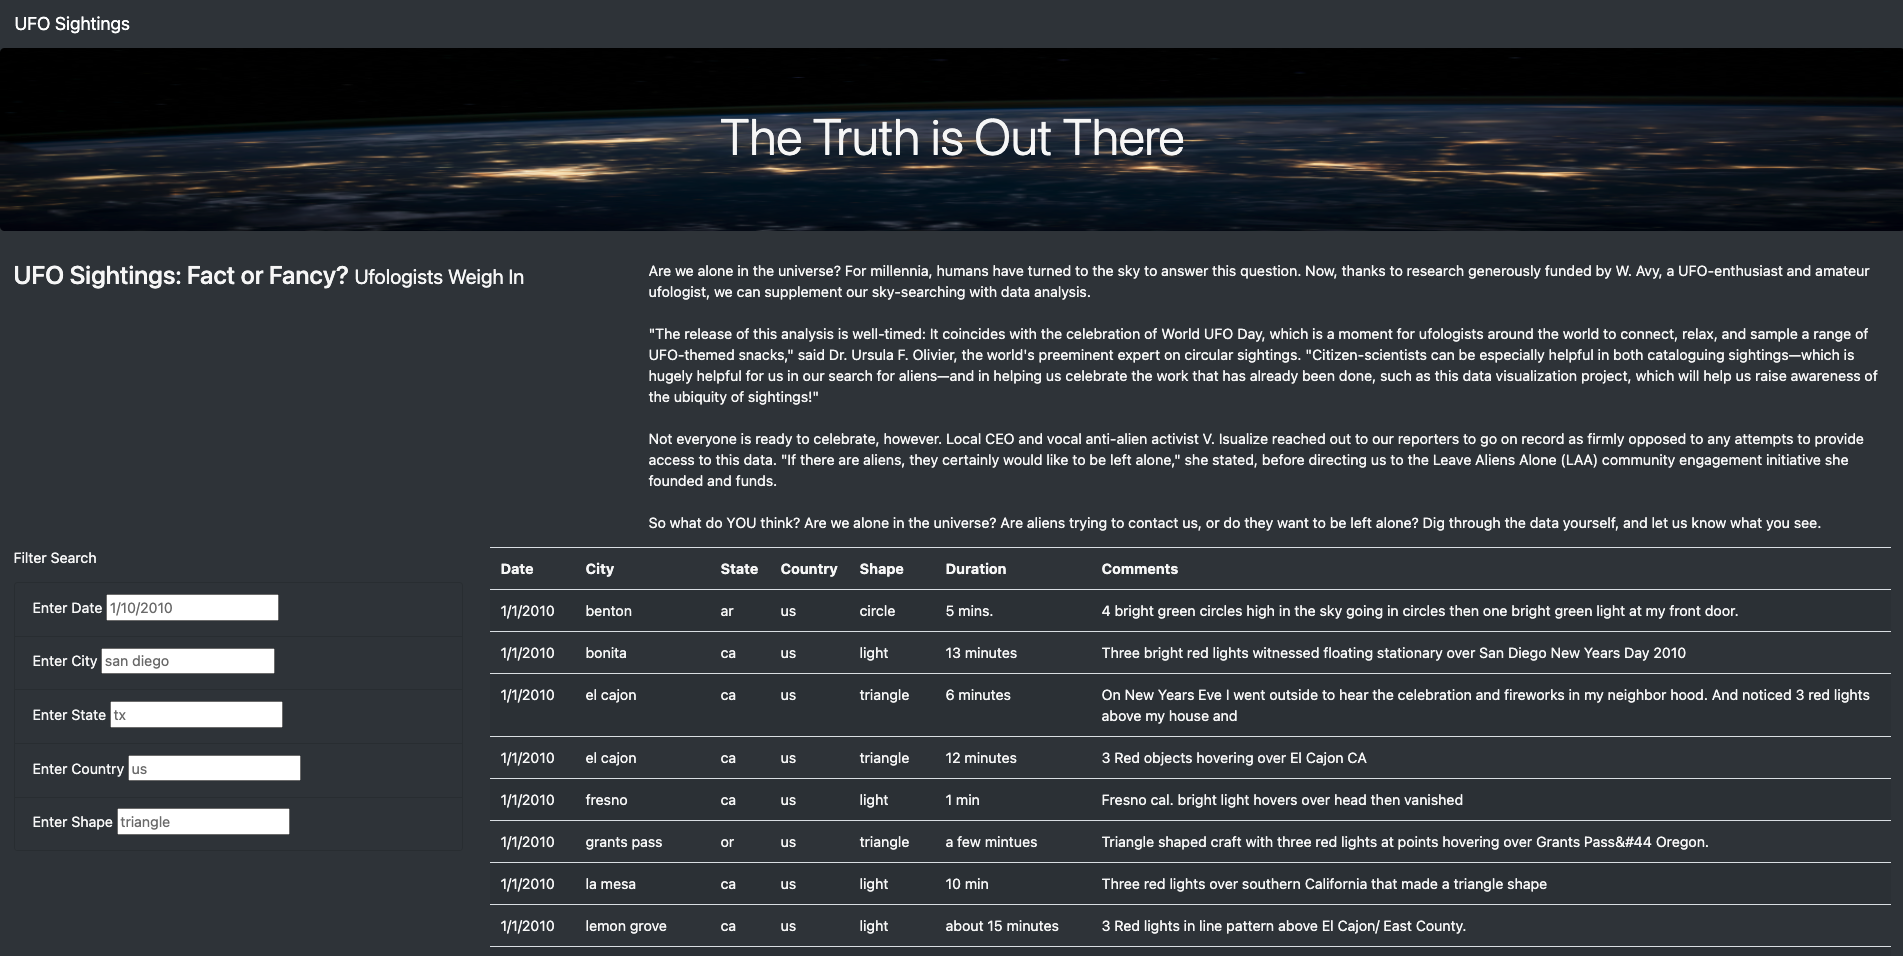 UFO Sightings
The Truth is Out There
UFO Sightings: Fact or Fancy? Ufologists Weigh In
Are we alone in the universe? For millennia, humans have turned to the sky to answer this question. Now, thanks to research generously funded by W. Avy, a UFO-enthusiast and amateur
ufologist, we can supplement our sky-searching with data analysis.
"The release of this analysis is well-timed: It coincides with the celebration of World UFO Day, which is a moment for ufologists around the world to connect, relax, and sample a range of
UFO-themed snacks," said Dr. Ursula F. Olivier, the world's preeminent expert on circular sightings. "Citizen-scientists can be especially helpful in both cataloguing sightings—which is
hugely helpful for us in our search for aliens—and in helping us celebrate the work that has already been done, such as this data visualization project, which will help us raise awareness of
the ubiquity of sightings!"
Not everyone is ready to celebrate, however. Local CEO and vocal anti-alien activist V. Isualize reached out to our reporters to go on record as firmly opposed to any attempts to provide
access to this data. "If there are aliens, they certainly would like to be left alone," she stated, before directing us to the Leave Aliens Alone (LAA) community engagement initiative she
founded and funds.
So what do YOU think? Are we alone in the universe? Are aliens trying to contact us, or do they want to be left alone? Dig through the data yourself, and let us know what you see.
Filter Search
Enter Date 1/10/2010
Enter City san diego
Enter State tx
Enter Country us
Enter Shape triangle
Date City State Country Shape Duration Comments
1/1/2010 benton ar us circle 5 mins. 4 bright green circles high in the sky going in circles then one bright green light at my front door.
1/1/2010 bonita ca us light 13 minutes Three bright red lights witnessed floating stationary over San Diego New Years Day 2010
1/1/2010 el cajon ca us triangle 6 minutes On New Years Eve I went outside to hear the celebration and fireworks in my neighbor hood. And noticed 3 red lights
above my house and
1/1/2010 el cajon ca us triangle 12 minutes 3 Red objects hovering over El Cajon CA
1/1/2010 fresno ca us light 1 min Fresno cal. bright light hovers over head then vanished
1/1/2010 grants pass or us triangle a few mintues Triangle shaped craft with three red lights at points hovering over Grants Pass&#44 Oregon.
1/1/2010 la mesa ca us light 10 min Three red lights over southern California that made a triangle shape
1/1/2010 lemon grove ca us light about 15 minutes 3 Red lights in line pattern above El Cajon/ East County.